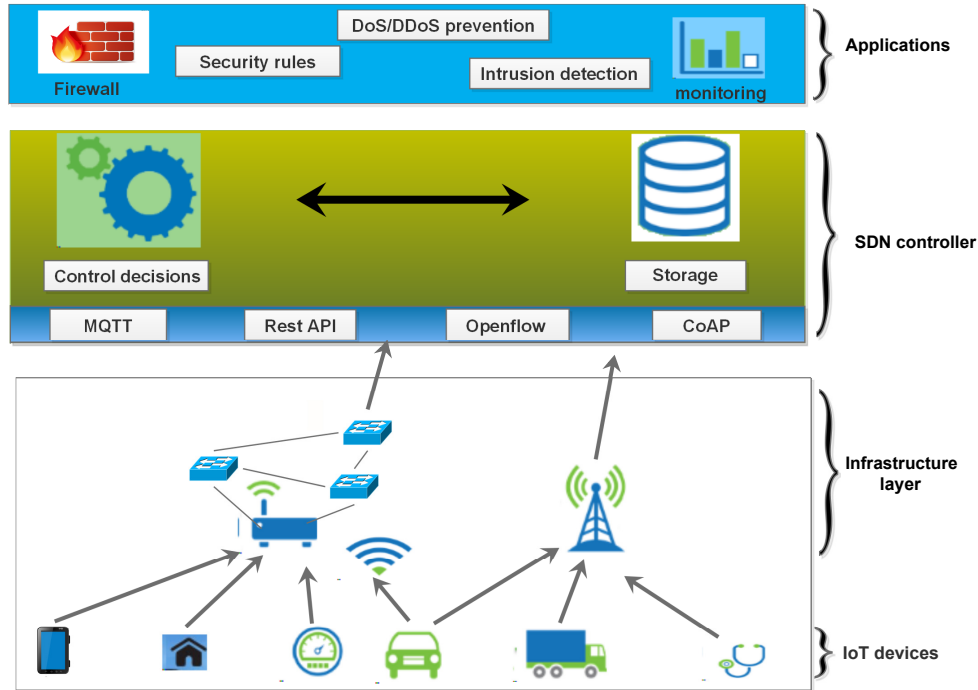 DoS/DDoS prevention
Security rules
Intrusion detection
Firewall
monitoring
Applications
Control decisions
Storage
SDN controller
MQTT
Rest API
Openflow
CoAP
Infrastructure
layer
IoT devices